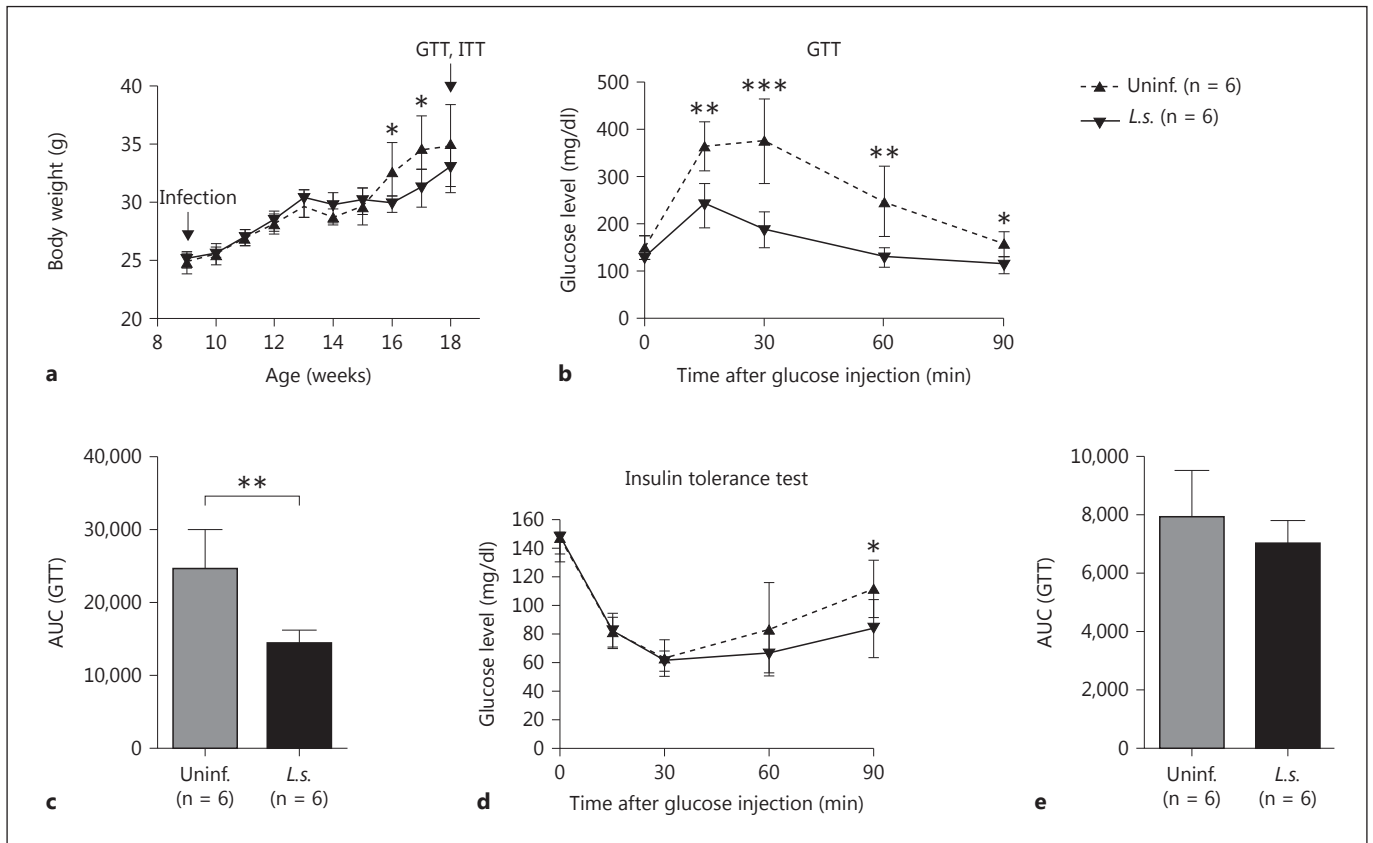 GTT, ITT
40
35
30
25
20
Body weight (g)
Infection
*
*
8
10
12
14
16
18
Age (weeks)
a
GTT
500
400
300
200
100
0
Glucose level (mg/dl)
**
***
**
*
0
30
60
90
Time after glucose injection (min)
b
Uninf. (n = 6)
L.s. (n = 6)
40,000
30,000
20,000
10,000
0
AUC (GTT)
**
Uninf.
(n = 6)
L.s.
(n = 6)
c
Insulin tolerance test
160
140
120
100
80
60
40
20
0
Glucose level (mg/dl)
*
0
30
60
90
Time after glucose injection (min)
d
10,000
8,000
6,000
4,000
2,000
0
AUC (GTT)
Uninf.
(n = 6)
L.s.
(n = 6)
e